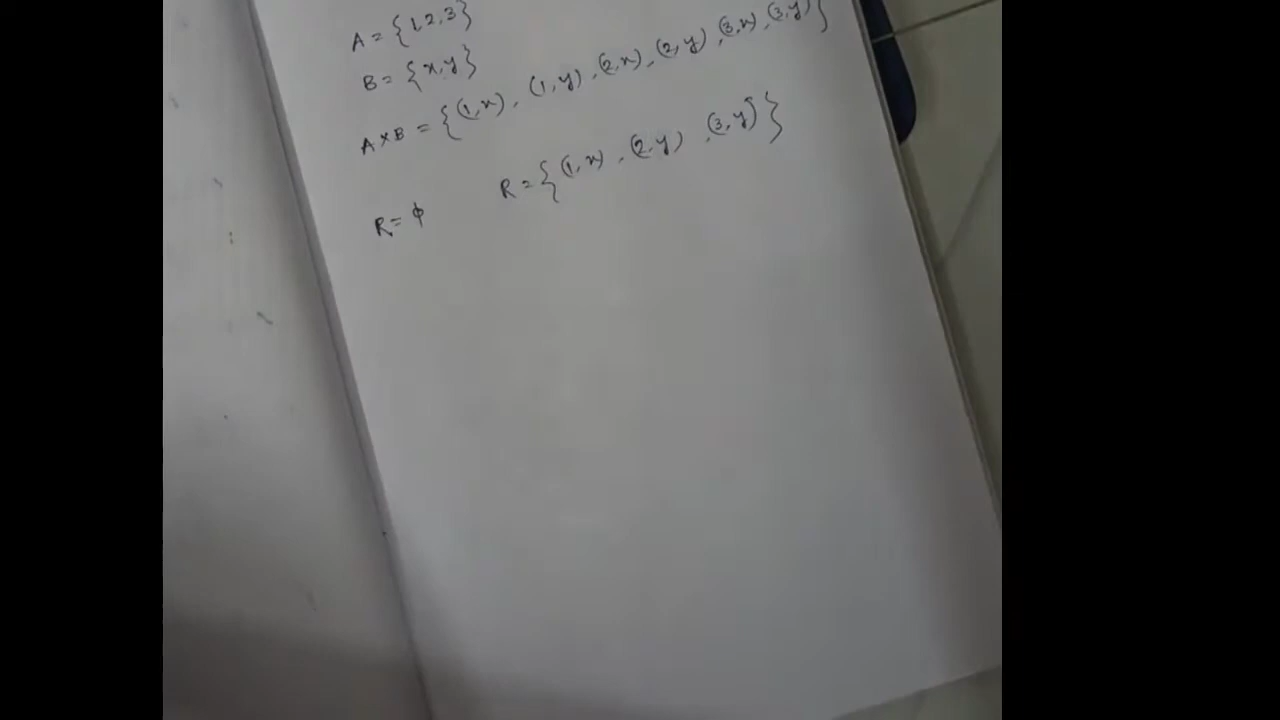 A = {1,2,3}
B = {x,y}
A×B = {(1,x), (1,y), (2,x), (2,y), (3,x), (3,y)}
R = {(1,x), (2,y), (3,y)}
R = ϕ